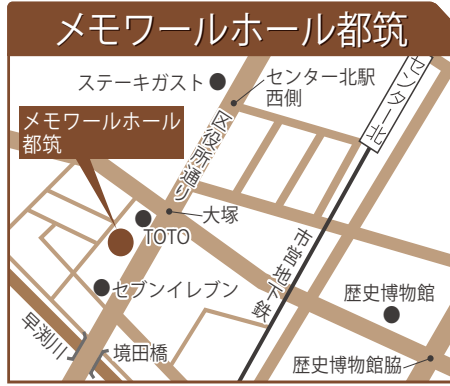 メモワールホール都筑
ステーキガスト
センター北駅
西側
センター北
メモワールホール
都筑
区役所通り
大塚
TOTO
市営地下鉄
セブンイレブン
歴史博物館
早渕川
境田橋
歴史博物館脇